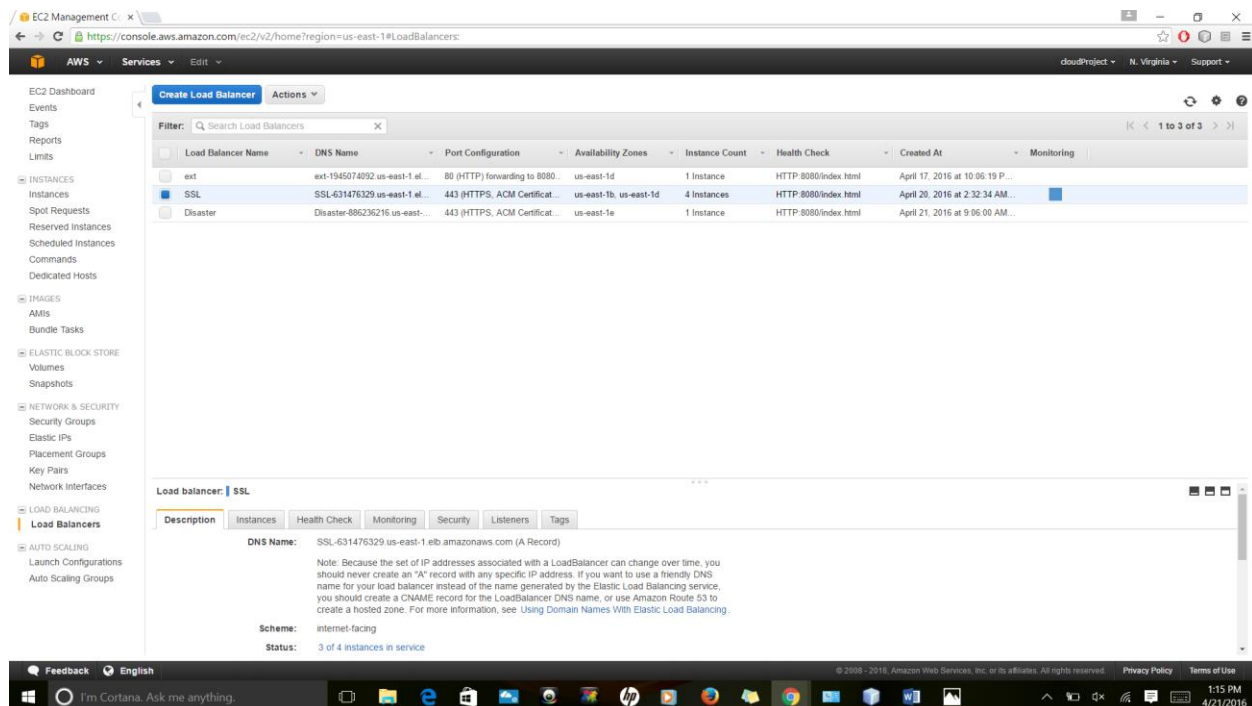 EC2 Management Co
https://console.aws.amazon.com/ec2/v2/home?region=us-east-1#LoadBalancers:
AWS Services Edit cloudProject N. Virginia Support
EC2 Dashboard
Events
Tags
Reports
Limits
INSTANCES
Instances
Spot Requests
Reserved Instances
Scheduled Instances
Commands
Dedicated Hosts
IMAGES
AMIs
Bundle Tasks
ELASTIC BLOCK STORE
Volumes
Snapshots
NETWORK & SECURITY
Security Groups
Elastic IPs
Placement Groups
Key Pairs
Network Interfaces
LOAD BALANCING
Load Balancers
AUTO SCALING
Launch Configurations
Auto Scaling Groups
Create Load Balancer Actions
Filter: Search Load Balancers 1 to 3 of 3
Load Balancer Name DNS Name Port Configuration Availability Zones Instance Count Health Check Created At Monitoring
ext ext-1945074092.us-east-1.el... 80 (HTTP) forwarding to 8080... us-east-1d 1 Instance HTTP:8080/index.html April 17, 2016 at 10:06:19 P...
SSL SSL-631476329.us-east-1.el... 443 (HTTPS, ACM Certificat... us-east-1b, us-east-1d 4 Instances HTTP:8080/index.html April 20, 2016 at 2:32:34 AM...
Disaster Disaster-886236216.us-east-... 443 (HTTPS, ACM Certificat... us-east-1e 1 Instance HTTP:8080/index.html April 21, 2016 at 9:06:00 AM...
Load balancer: SSL
Description Instances Health Check Monitoring Security Listeners Tags
DNS Name: SSL-631476329.us-east-1.elb.amazonaws.com (A Record)
Note: Because the set of IP addresses associated with a LoadBalancer can change over time, you
should never create an "A" record with any specific IP address. If you want to use a friendly DNS
name for your load balancer instead of the name generated by the Elastic Load Balancing service,
you should create a CNAME record for the LoadBalancer DNS name, or use Amazon Route 53 to
create a hosted zone. For more information, see Using Domain Names With Elastic Load Balancing.
Scheme: internet-facing
Status: 3 of 4 instances in service
Feedback English © 2008 - 2016, Amazon Web Services, Inc. or its affiliates. All rights reserved. Privacy Policy Terms of Use
I'm Cortana. Ask me anything.
1:15 PM
4/21/2016